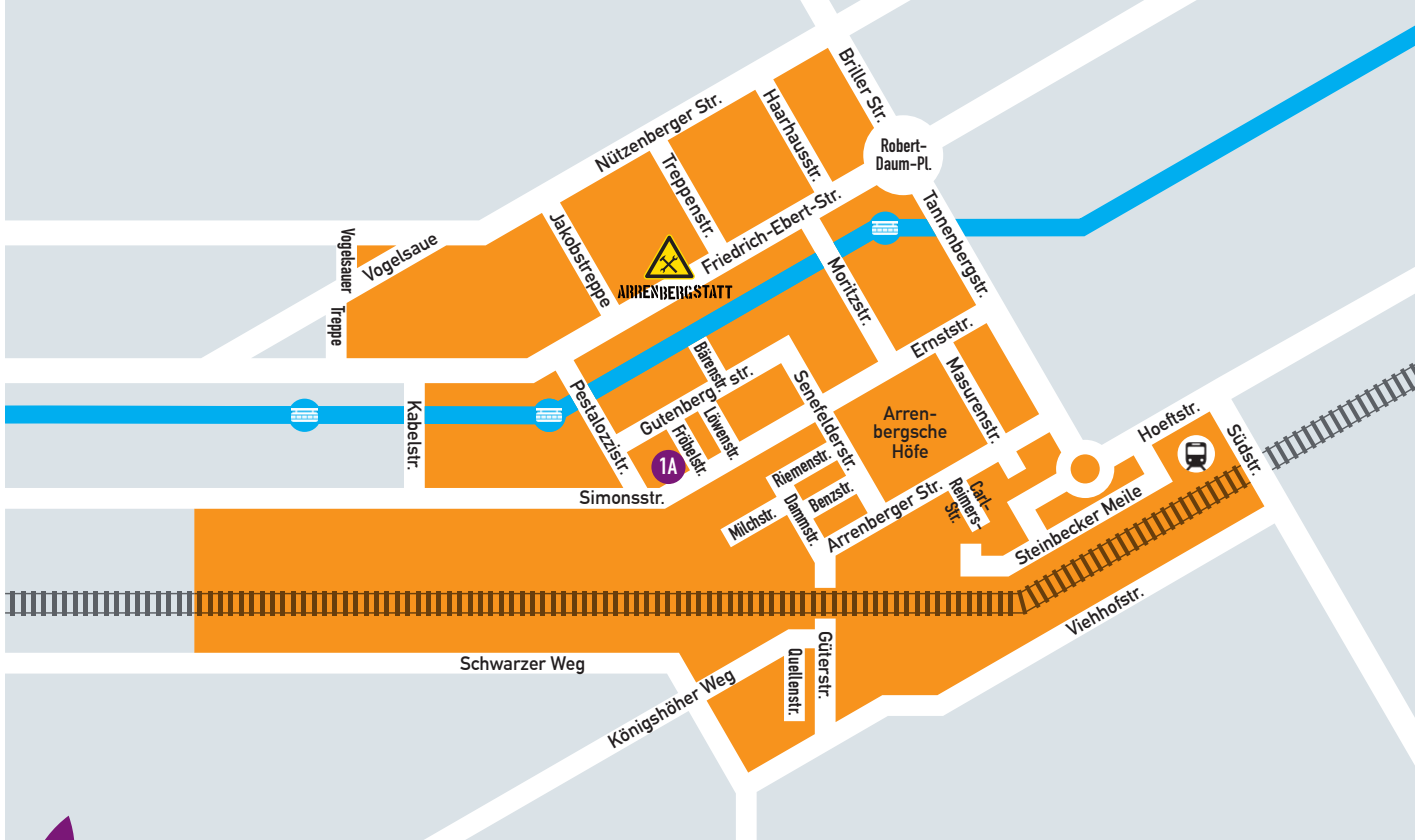 Briller Str.
Haarhausstr.
Nützenberger Str.
Robert-
Daum-Pl.
Treppenstr.
Tannenbergstr.
Friedrich-Ebert-Str.
Jakobstreppe
Vogelsauer Treppe
Vogelsaue
Moritzstr.
ARRENBERGSTATT
Ernststr.
Bärenstr.
Masurenstr.
Senefelderstr.
Pestalozzistr.
Gutenbergstr.
Kabelstr.
Löwenstr.
Fröbelstr.
Arren-
bergsche
Höfe
Hoeftstr.
Südstr.
1A
Riemenstr.
Simonsstr.
Benzstr.
Dammstr.
Milchstr.
Arrenberger Str.
Carl-
Reimers-
Str.
Steinbecker Meile
Viehhofstr.
Güterstr.
Quellenstr.
Schwarzer Weg
Königshöher Weg